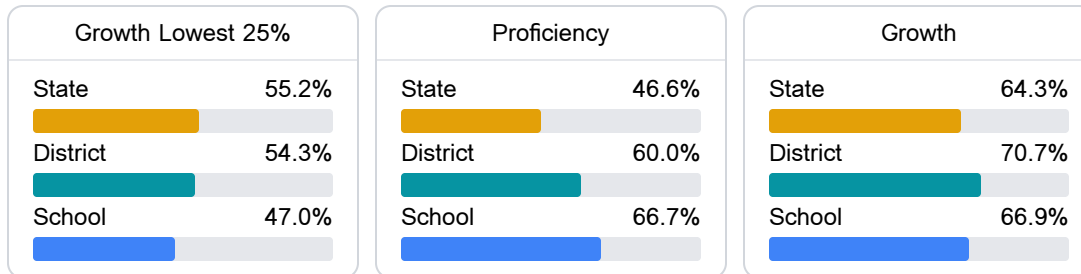 Growth Lowest 25%
State 55.2%
District 54.3%
School 47.0%
Proficiency
State 46.6%
District 60.0%
School 66.7%
Growth
State 64.3%
District 70.7%
School 66.9%